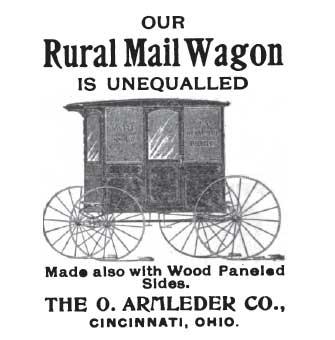 OUR
Rural Mail Wagon
IS UNEQUALLED
Made also with Wood Paneled
Sides.
THE O. ARMLEDER CO.,
CINCINNATI, OHIO.